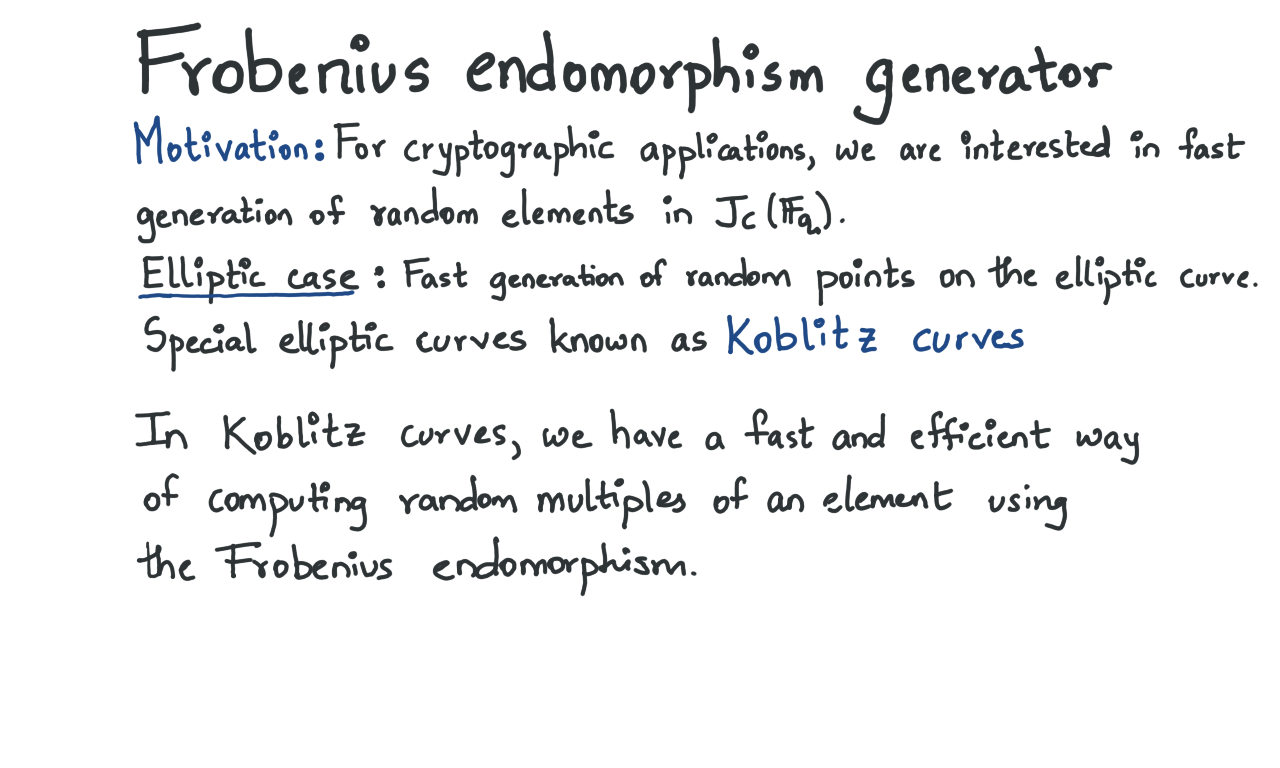 Frobenius endomorphism generator
Motivation: For cryptographic applications, we are interested in fast
generation of random elements in J_C(𝔽_q).
Elliptic case : Fast generation of random points on the elliptic curve.
Special elliptic curves known as Koblitz curves
In Koblitz curves, we have a fast and efficient way
of computing random multiples of an element using
the Frobenius endomorphism.